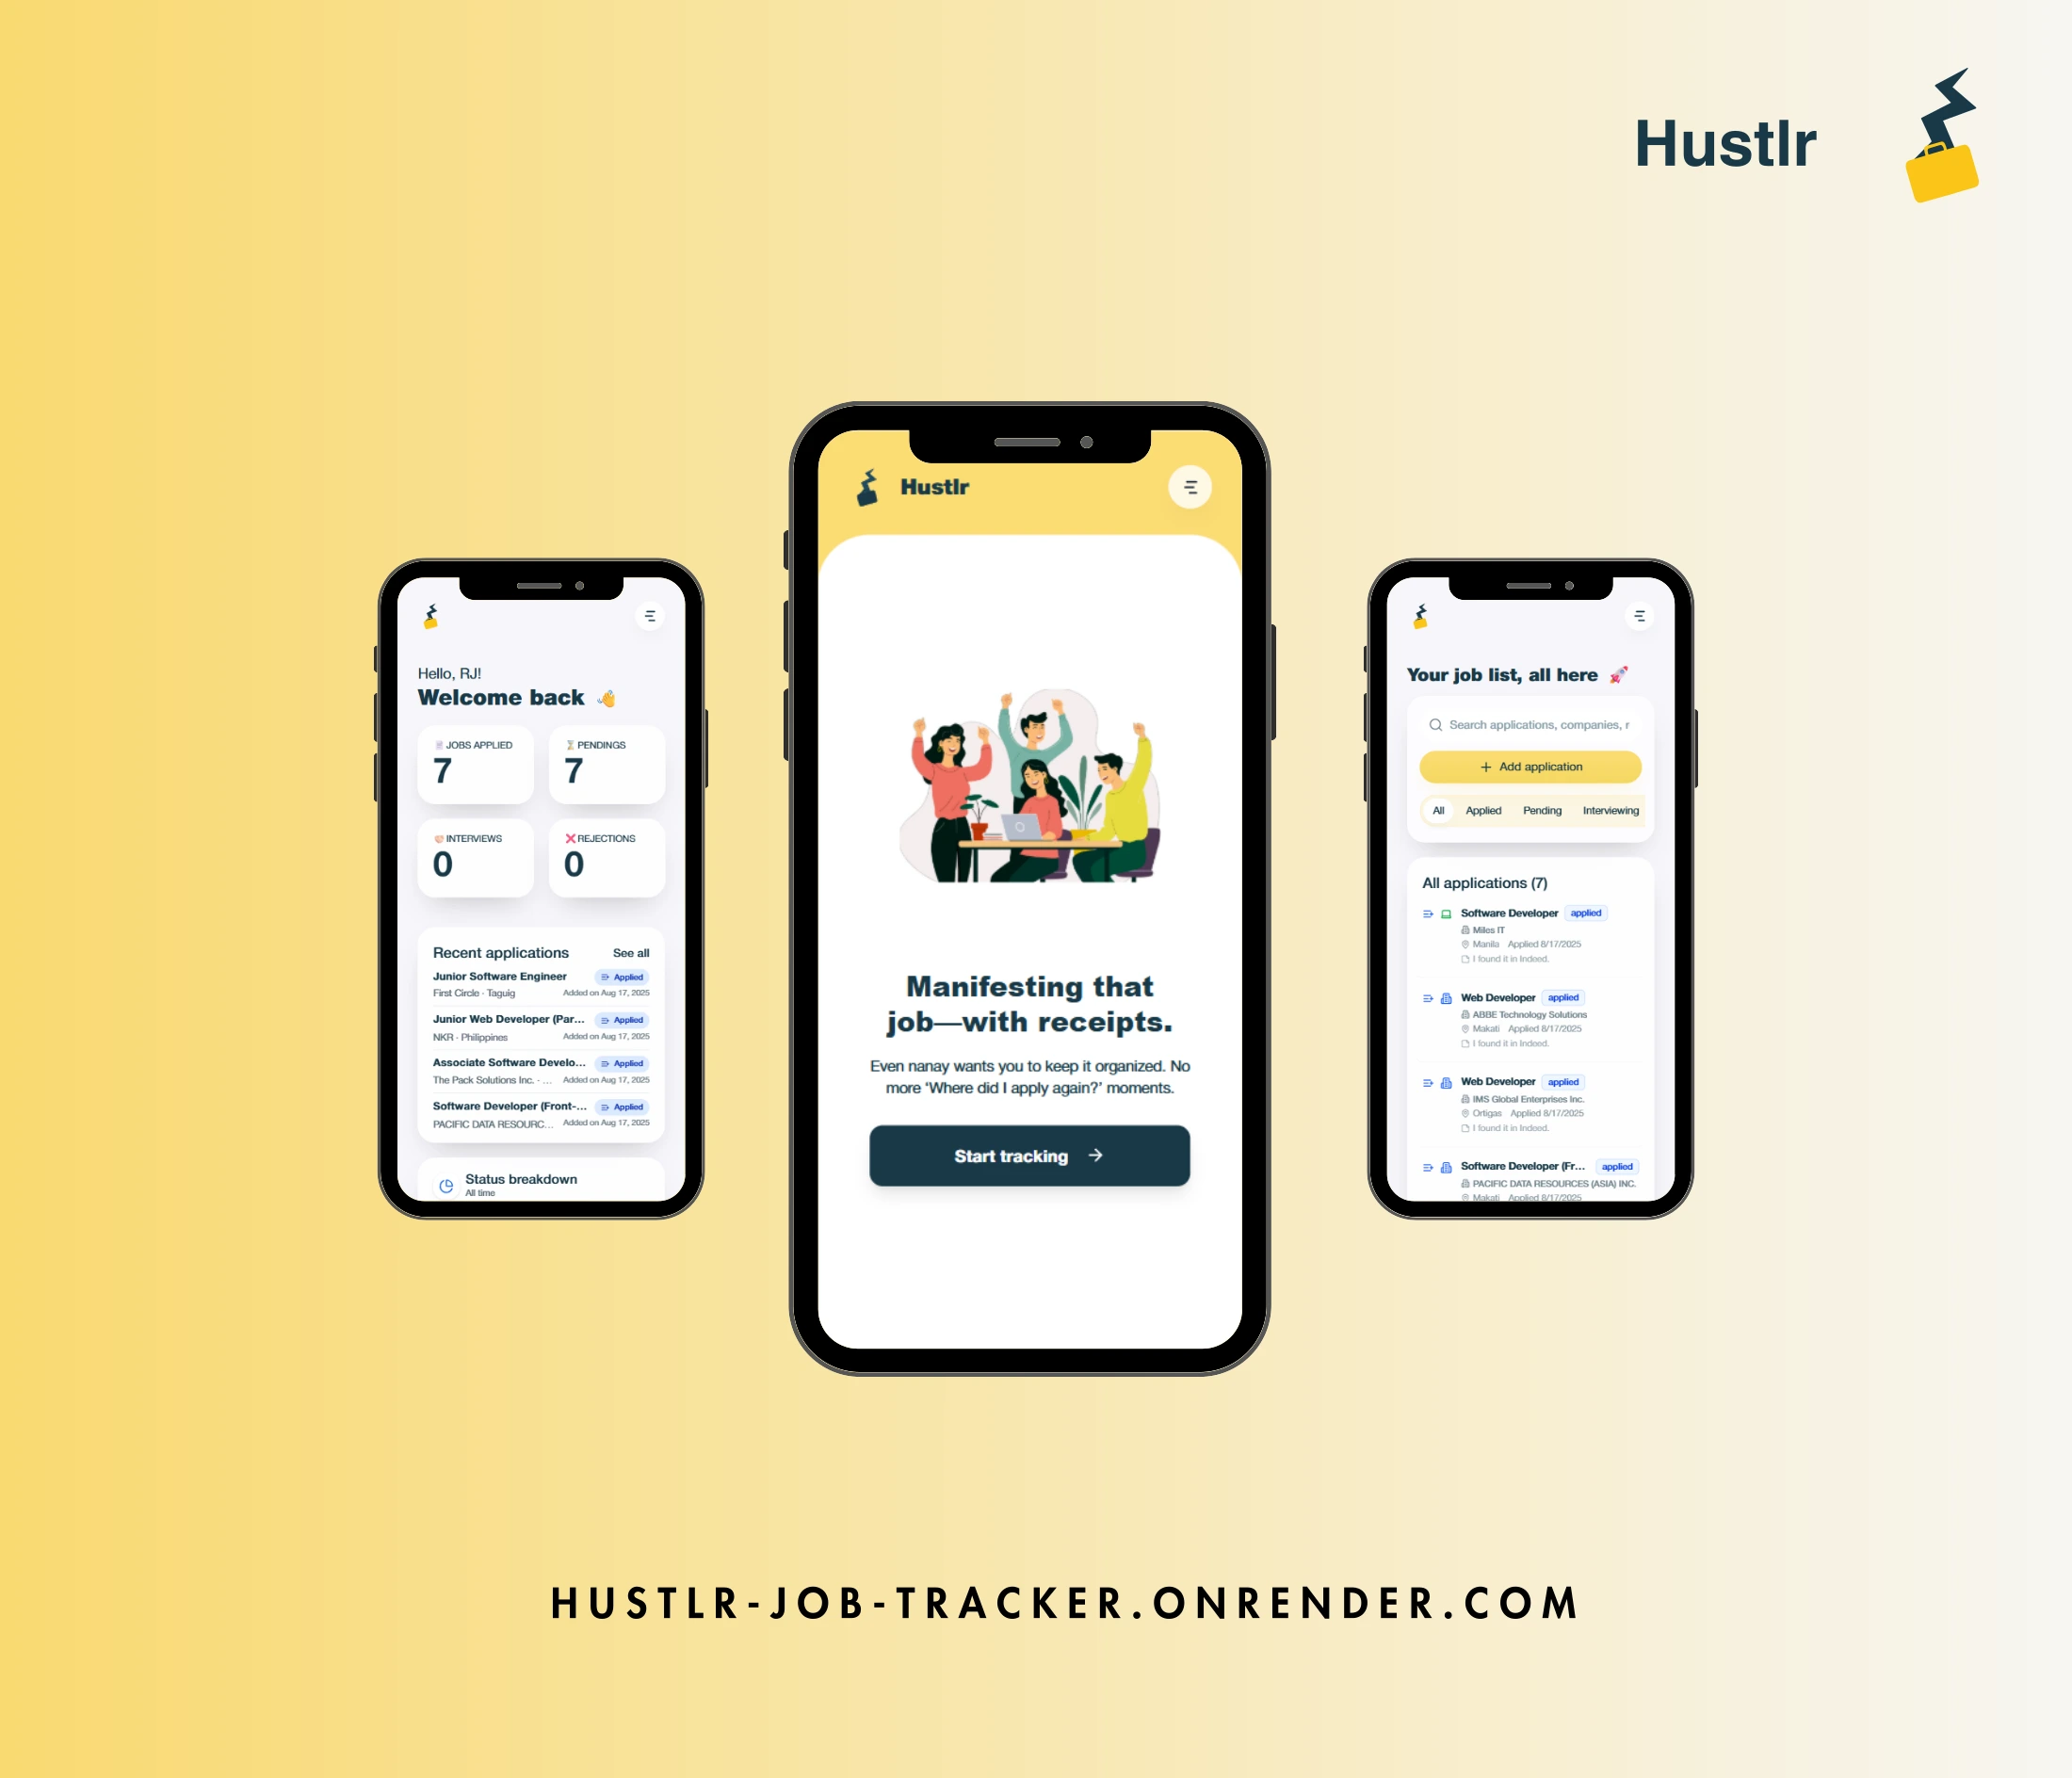 Hustlr
Hello, RJ!
Welcome back 👋
JOBS APPLIED
7
PENDINGS
7
INTERVIEWS
0
REJECTIONS
0
Recent applications See all
Junior Software Engineer Applied
First Circle · Taguig Added on Aug 17, 2025
Junior Web Developer (Par... Applied
NKR · Philippines Added on Aug 17, 2025
Associate Software Develo... Applied
The Pack Solutions Inc. · ... Added on Aug 17, 2025
Software Developer (Front-... Applied
PACIFIC DATA RESOURC... Added on Aug 17, 2025
Status breakdown
All time
Hustlr
Manifesting that
job—with receipts.
Even nanay wants you to keep it organized. No
more ‘Where did I apply again?’ moments.
Start tracking →
Your job list, all here 🚀
Search applications, companies, r
+ Add application
All Applied Pending Interviewing
All applications (7)
Software Developer applied
Miles IT
Manila Applied 8/17/2025
I found it in Indeed.
Web Developer applied
ABBE Technology Solutions
Makati Applied 8/17/2025
I found it in Indeed.
Web Developer applied
IMS Global Enterprises Inc.
Ortigas Applied 8/17/2025
I found it in Indeed.
Software Developer (Fr... applied
PACIFIC DATA RESOURCES (ASIA) INC.
Makati Applied 8/17/2025
HUSTLR-JOB-TRACKER.ONRENDER.COM